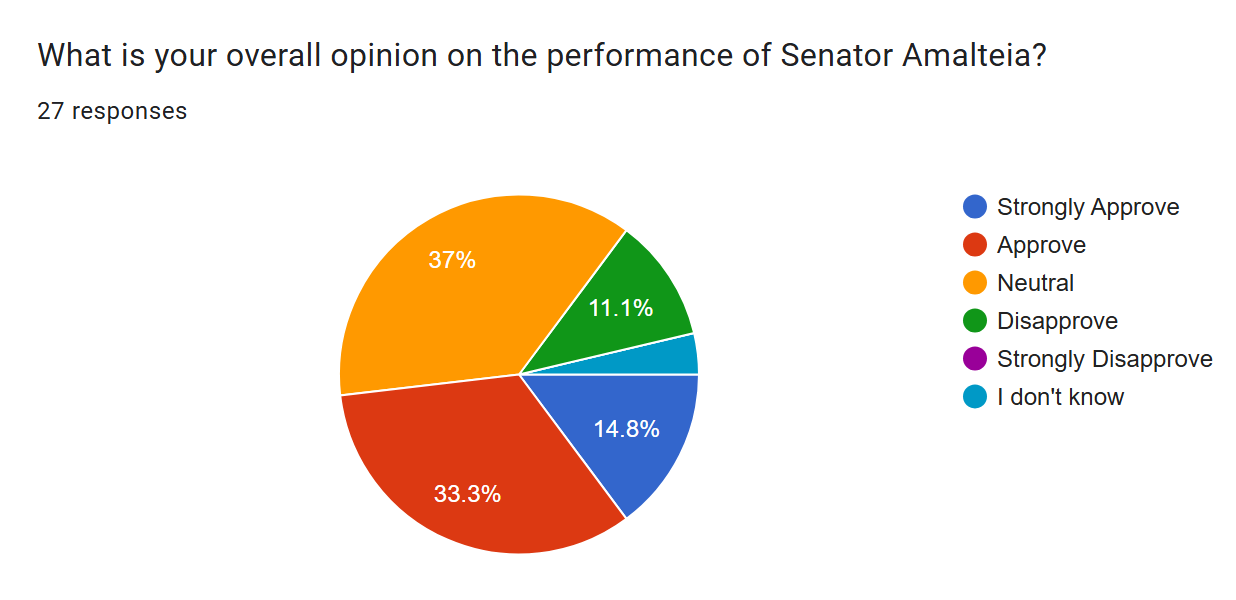 What is your overall opinion on the performance of Senator Amalteia?
27 responses
37%
11.1%
14.8%
33.3%
Strongly Approve
Approve
Neutral
Disapprove
Strongly Disapprove
I don't know